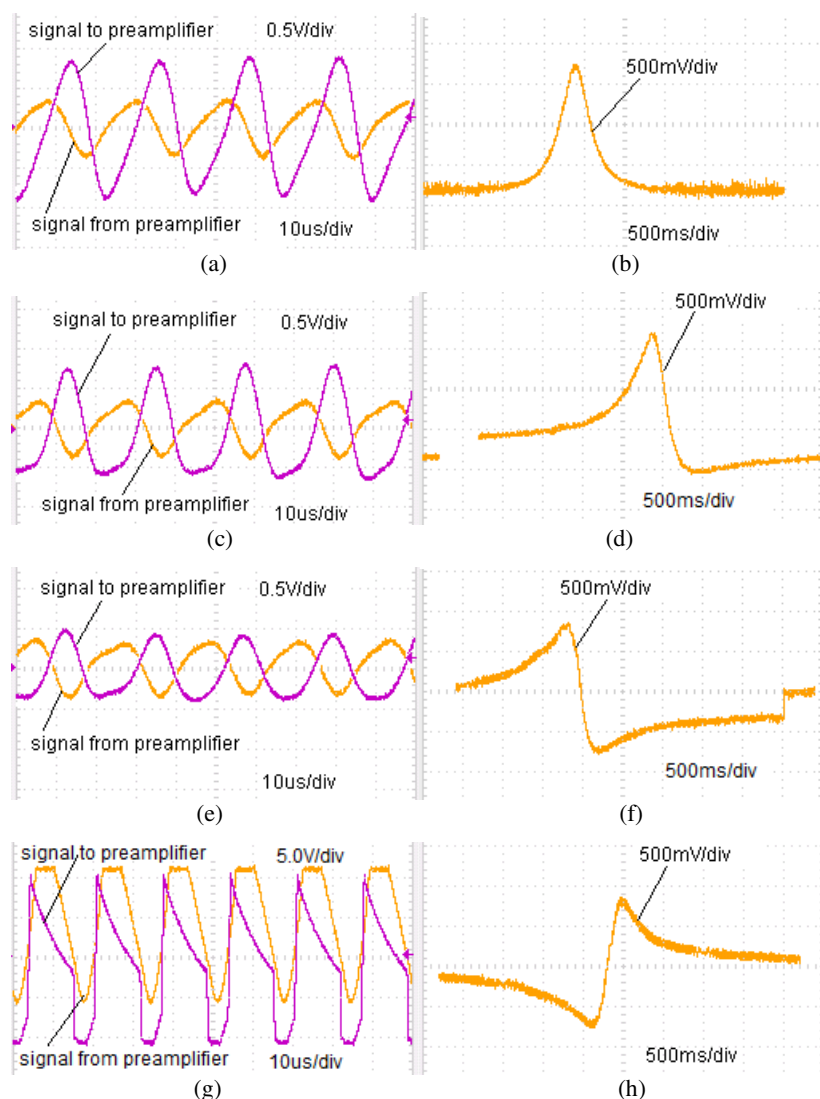 signal to preamplifier 0.5V/div
500mV/div
signal from preamplifier 10us/div
500ms/div
(a) (b)
signal to preamplifier 0.5V/div
500mV/div
signal from preamplifier
10us/div
500ms/div
(c) (d)
signal to preamplifier 0.5V/div
500mV/div
signal from preamplifier
10us/div
500ms/div
(e) (f)
signal to preamplifier 5.0V/div
500mV/div
signal from preamplifier 10us/div
500ms/div
(g) (h)